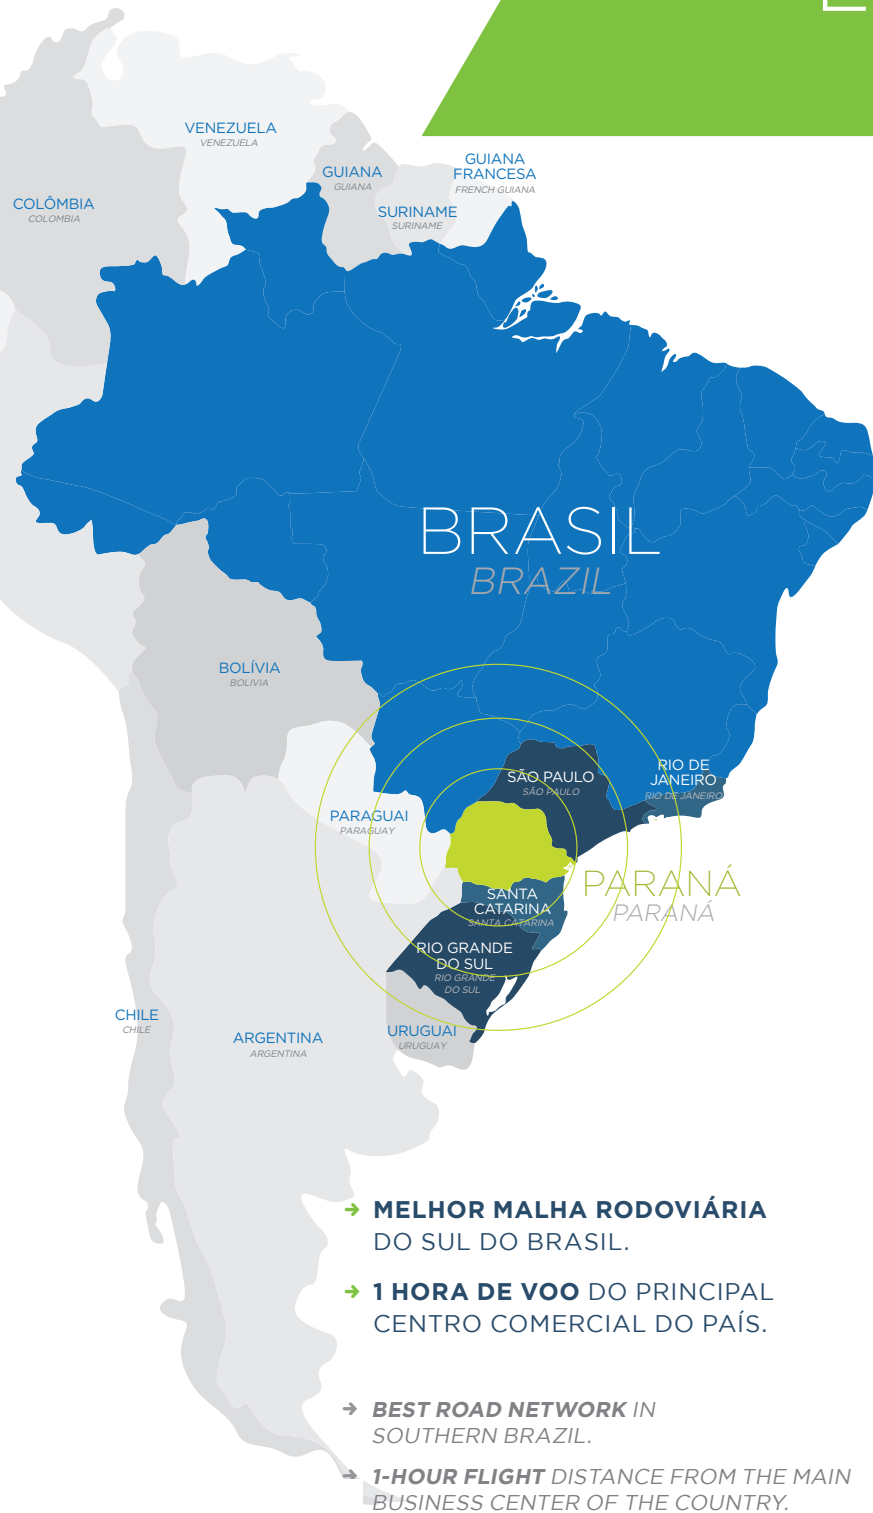 VENEZUELA
VENEZUELA
GUIANA
GUIANA
GUIANA
FRANCESA
FRENCH GUIANA
SURINAME
SURINAME
COLÔMBIA
COLOMBIA
BRASIL
BRAZIL
BOLÍVIA
BOLIVIA
SÃO PAULO
SÃO PAULO
RIO DE
JANEIRO
RIO DE JANEIRO
PARAGUAI
PARAGUAY
PARANÁ
PARANÁ
SANTA
CATARINA
SANTA CATARINA
RIO GRANDE
DO SUL
RIO GRANDE
DO SUL
CHILE
CHILE
ARGENTINA
ARGENTINA
URUGUAI
URUGUAY
MELHOR MALHA RODOVIÁRIA
DO SUL DO BRASIL.
1 HORA DE VOO DO PRINCIPAL
CENTRO COMERCIAL DO PAÍS.
BEST ROAD NETWORK IN
SOUTHERN BRAZIL.
1-HOUR FLIGHT DISTANCE FROM THE MAIN
BUSINESS CENTER OF THE COUNTRY.